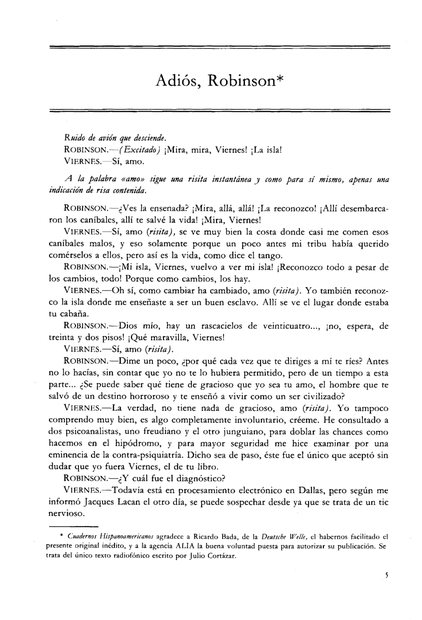 Adiós, Robinson*
Ruido de avión que desciende.
ROBINSON.—(Excitado) ¡Mira, mira, Viernes! ¡La isla!
VIERNES.—Sí, amo.
A la palabra «amo» sigue una risita instantánea y como para sí mismo, apenas una
indicación de risa contenida.
ROBINSON.—¿Ves la ensenada? ¡Mira, allá, allá! ¡La reconozco! ¡Allí desembarca-
ron los caníbales, allí te salvé la vida! ¡Mira, Viernes!
VIERNES.—Sí, amo (risita), se ve muy bien la costa donde casi me comen esos
caníbales malos, y eso solamente porque un poco antes mi tribu había querido
comérselos a ellos, pero así es la vida, como dice el tango.
ROBINSON.—¡Mi isla, Viernes, vuelvo a ver mi isla! ¡Reconozco todo a pesar de
los cambios, todo! Porque como cambios, los hay.
VIERNES.—Oh sí, como cambiar ha cambiado, amo (risita). Yo también reconoz-
co la isla donde me enseñaste a ser un buen esclavo. Allí se ve el lugar donde estaba
tu cabaña.
ROBINSON.—Dios mío, hay un rascacielos de veinticuatro..., ¡no, espera, de
treinta y dos pisos! ¡Qué maravilla, Viernes!
VIERNES.—Sí, amo (risita).
ROBINSON.—Dime un poco, ¿por qué cada vez que te diriges a mí te ríes? Antes
no lo hacías, sin contar que yo no te lo hubiera permitido, pero de un tiempo a esta
parte... ¿Se puede saber qué tiene de gracioso que yo sea tu amo, el hombre que te
salvó de un destino horroroso y te enseñó a vivir como un ser civilizado?
VIERNES.—La verdad, no tiene nada de gracioso, amo (risita). Yo tampoco
comprendo muy bien, es algo completamente involuntario, créeme. He consultado a
dos psicoanalistas, uno freudiano y el otro junguiano, para doblar las chances como
hacemos en el hipódromo, y para mayor seguridad me hice examinar por una
eminencia de la contra-psiquiatría. Dicho sea de paso, éste fue el único que aceptó sin
dudar que yo fuera Viernes, el de tu libro.
ROBINSON.—¿Y cuál fue el diagnóstico?
VIERNES.—Todavía está en procesamiento electrónico en Dallas, pero según me
informó Jacques Lacan el otro día, se puede sospechar desde ya que se trata de un tic
nervioso.
* Cuadernos Hispanoamericanos agradece a Ricardo Bada, de la Deutsche Welle, el habernos facilitado el
presente original inédito, y a la agencia ALIA la buena voluntad puesta para autorizar su publicación. Se
trata del único texto radiofónico escrito por Julio Cortázar.
5